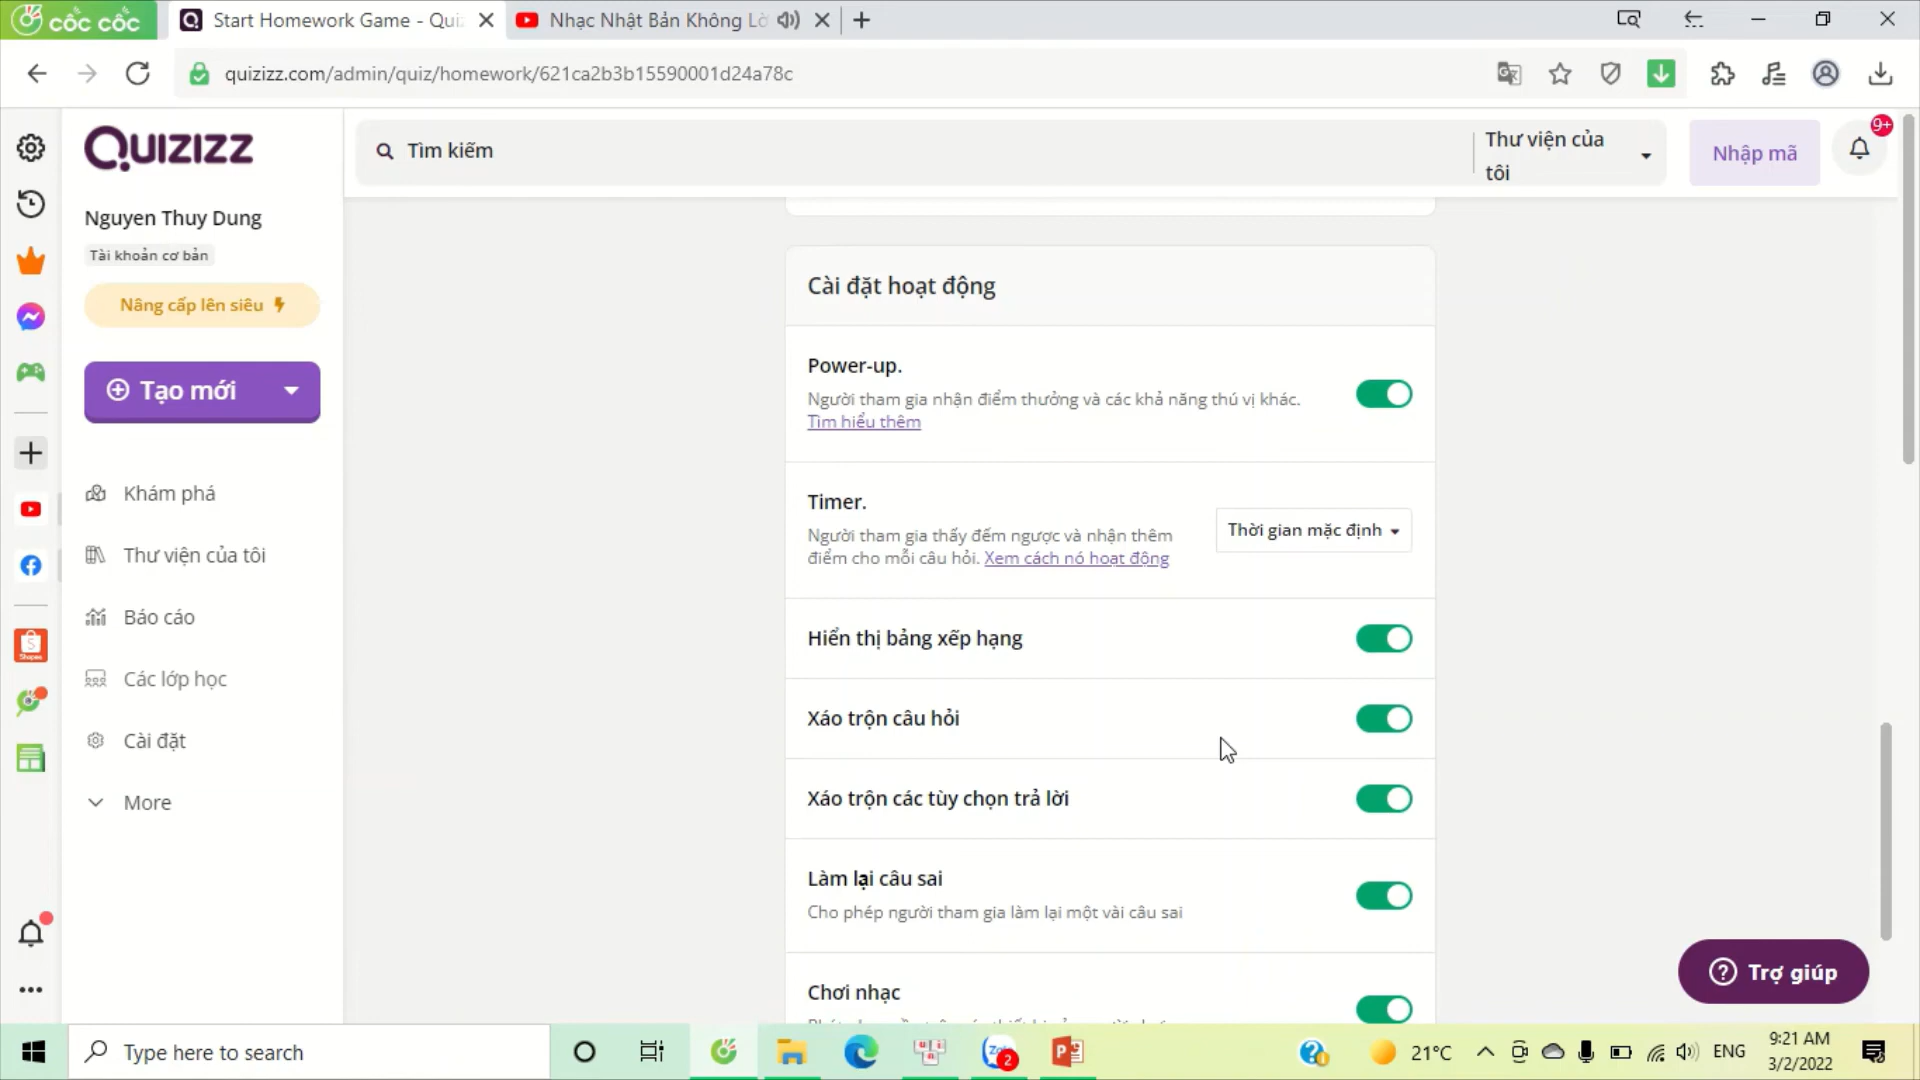 cốc cốc
Start Homework Game - Qui
Nhạc Nhật Bản Không Lờ
quizizz.com/admin/quiz/homework/621ca2b3b15590001d24a78c
Quizizz
Tìm kiếm
Thư viện của
tôi
Nhập mã
9+
Nguyen Thuy Dung
Tài khoản cơ bản
Nâng cấp lên siêu
Tạo mới
Khám phá
Thư viện của tôi
Báo cáo
Các lớp học
Cài đặt
More
Cài đặt hoạt động
Power-up.
Người tham gia nhận điểm thưởng và các khả năng thú vị khác.
Tìm hiểu thêm
Timer.
Người tham gia thấy đếm ngược và nhận thêm
điểm cho mỗi câu hỏi. Xem cách nó hoạt động
Thời gian mặc định
Hiển thị bảng xếp hạng
Xáo trộn câu hỏi
Xáo trộn các tùy chọn trả lời
Làm lại câu sai
Cho phép người tham gia làm lại một vài câu sai
Chơi nhạc
Trợ giúp
Type here to search
2
21°C
ENG
9:21 AM
3/2/2022